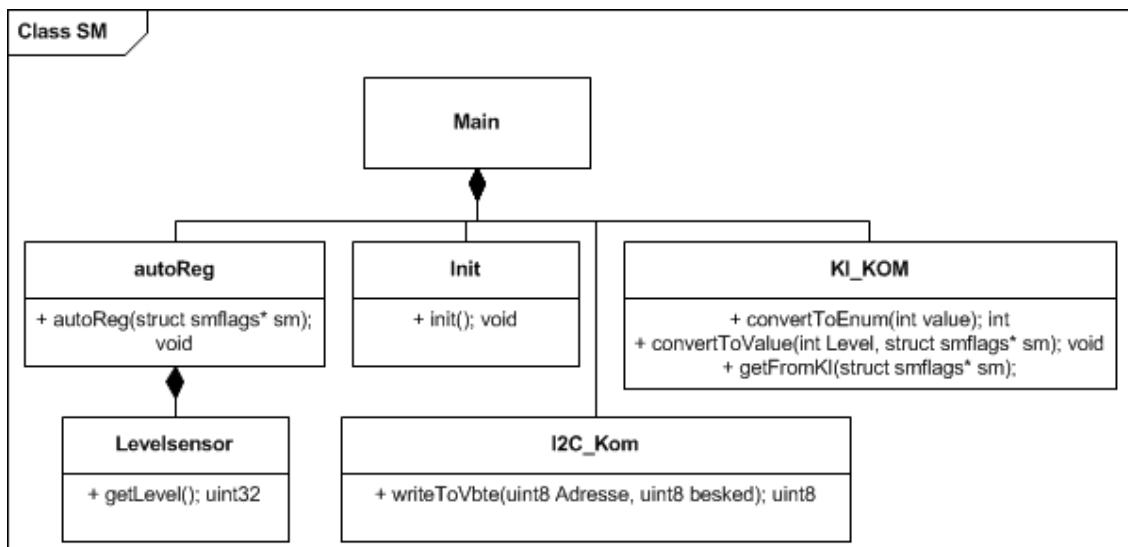 Class SM
Main
autoReg
+ autoReg(struct smflags* sm);
void
Init
+ init(); void
KI_KOM
+ convertToEnum(int value); int
+ convertToValue(int Level, struct smflags* sm); void
+ getFromKI(struct smflags* sm);
Levelsensor
+ getLevel(); uint32
I2C_Kom
+ writeToVbte(uint8 Adresse, uint8 besked); uint8